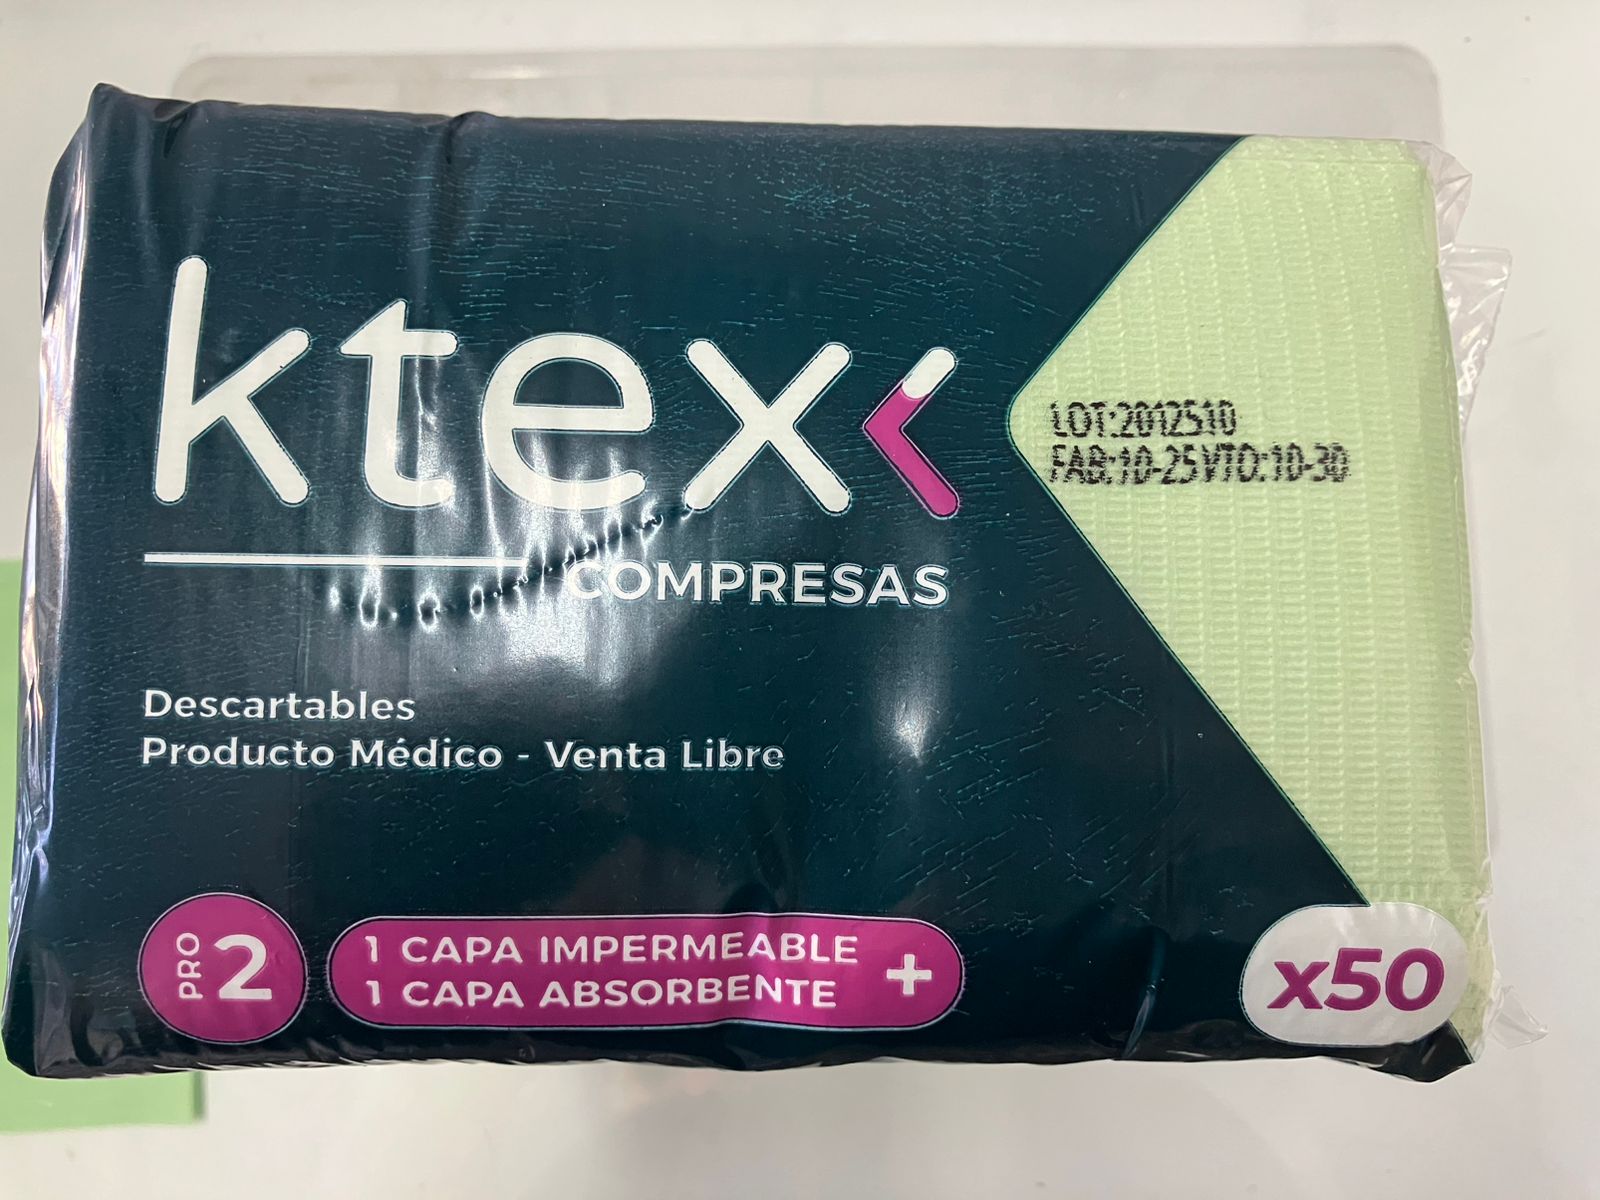 ktex
COMPRESAS
LOT:2012510
FAB:10-25 VTO:10-30
Descartables
Producto Médico - Venta Libre
PRO 2
1 CAPA IMPERMEABLE +
1 CAPA ABSORBENTE
x50